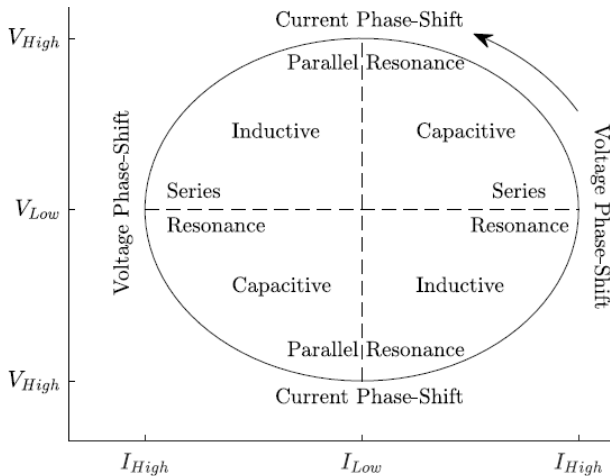 Current Phase-Shift
V_High
Parallel Resonance
Inductive
Capacitive
Voltage Phase-Shift
Voltage Phase-Shift
Series
Series
V_Low
Resonance
Resonance
Capacitive
Inductive
Parallel Resonance
V_High
Current Phase-Shift
I_High
I_Low
I_High